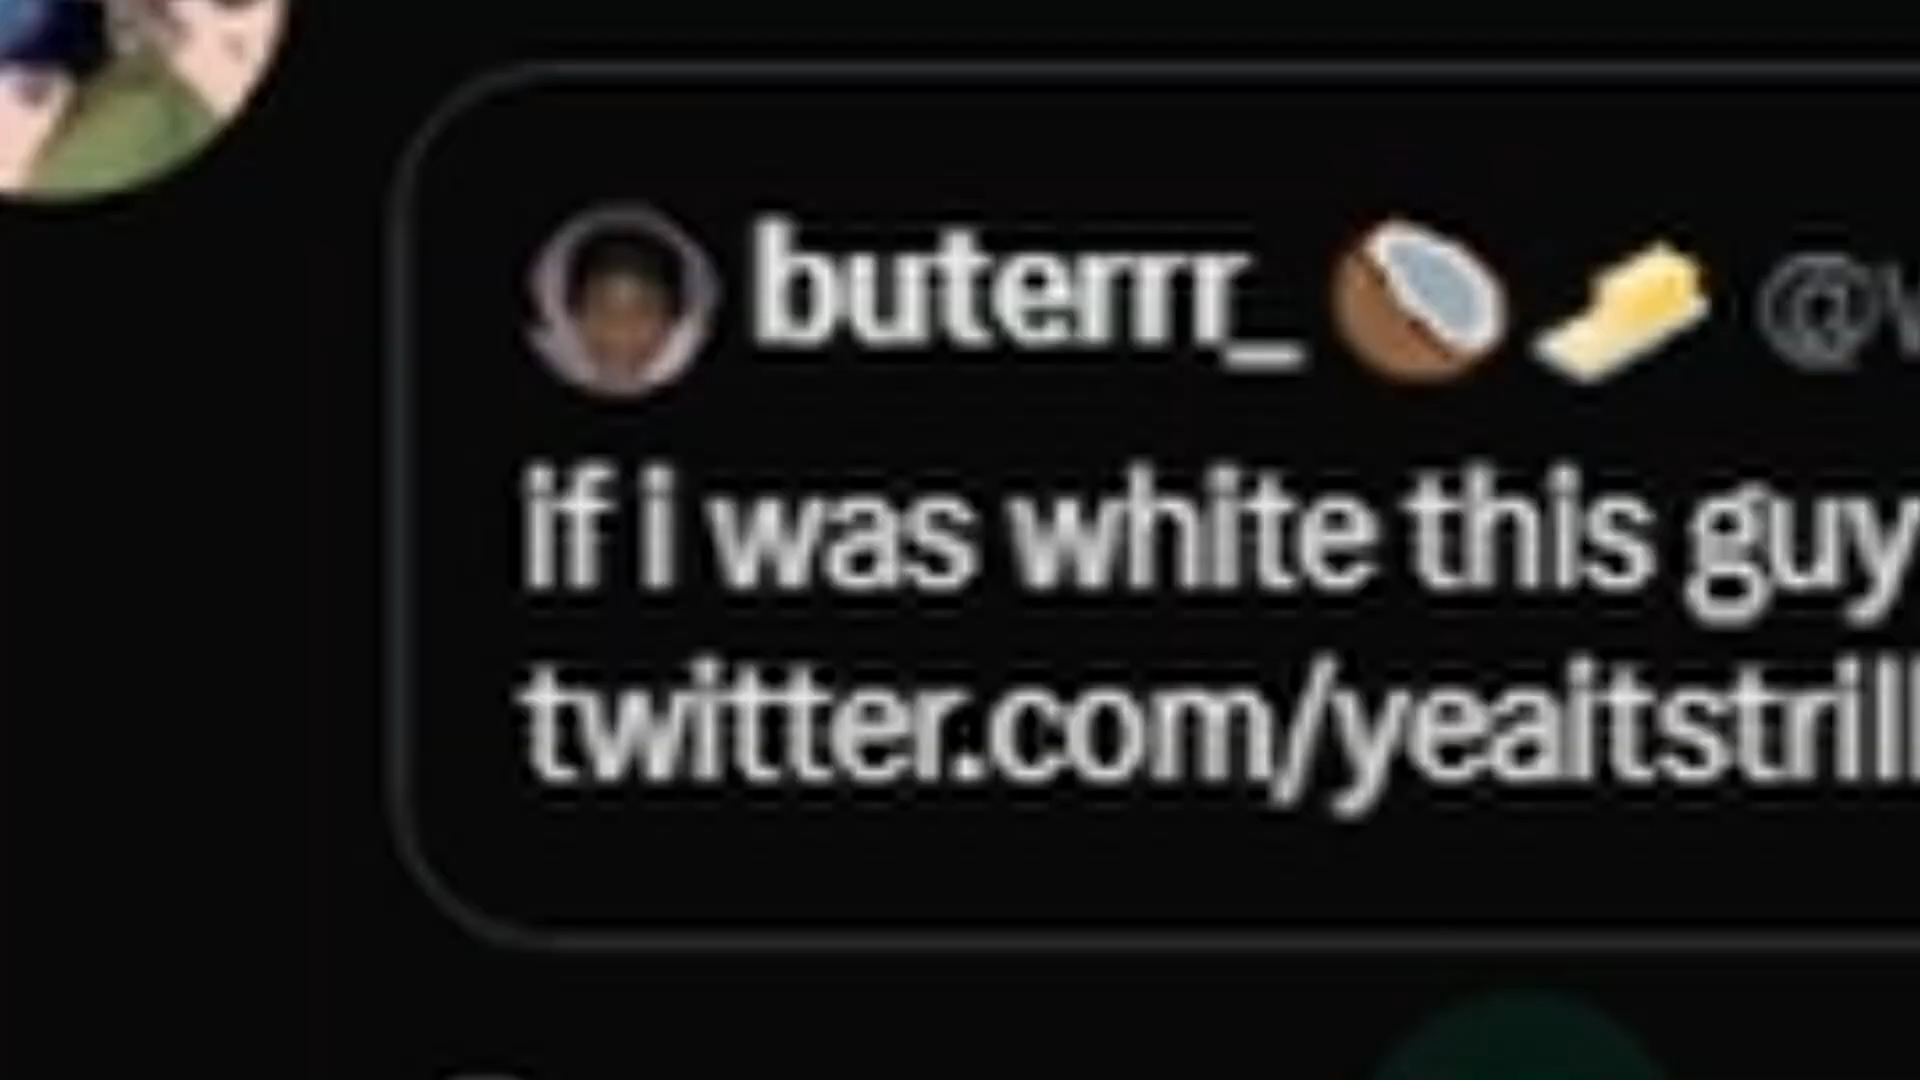 buterrr_🥥🧈 @
if i was white this guy
twitter.com/yeaitstrill